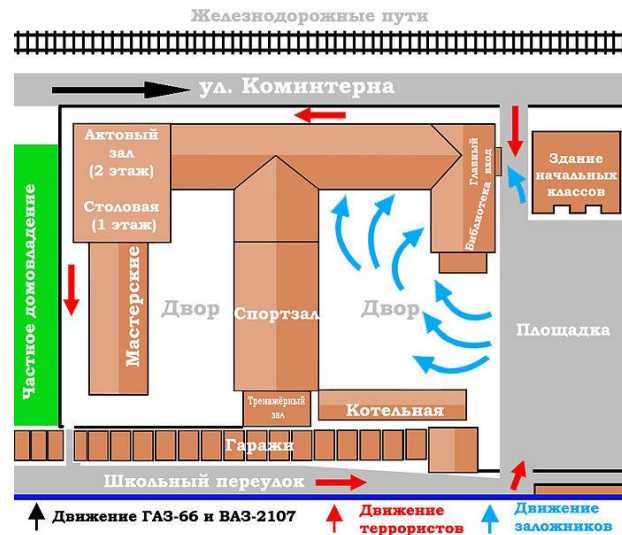 Железнодорожные пути
ул. Коминтерна
Актовый
зал
(2 этаж)
Столовая
(1 этаж)
Главный
вход
Библиотека
Здание
начальных
классов
Частное домовладение
Мастерские
Двор
Спортзал
Двор
Площадка
Тренажёрный
зал
Котельная
Гаражи
Школьный переулок
Движение ГАЗ-66 и ВАЗ-2107
Движение
террористов
Движение
заложников